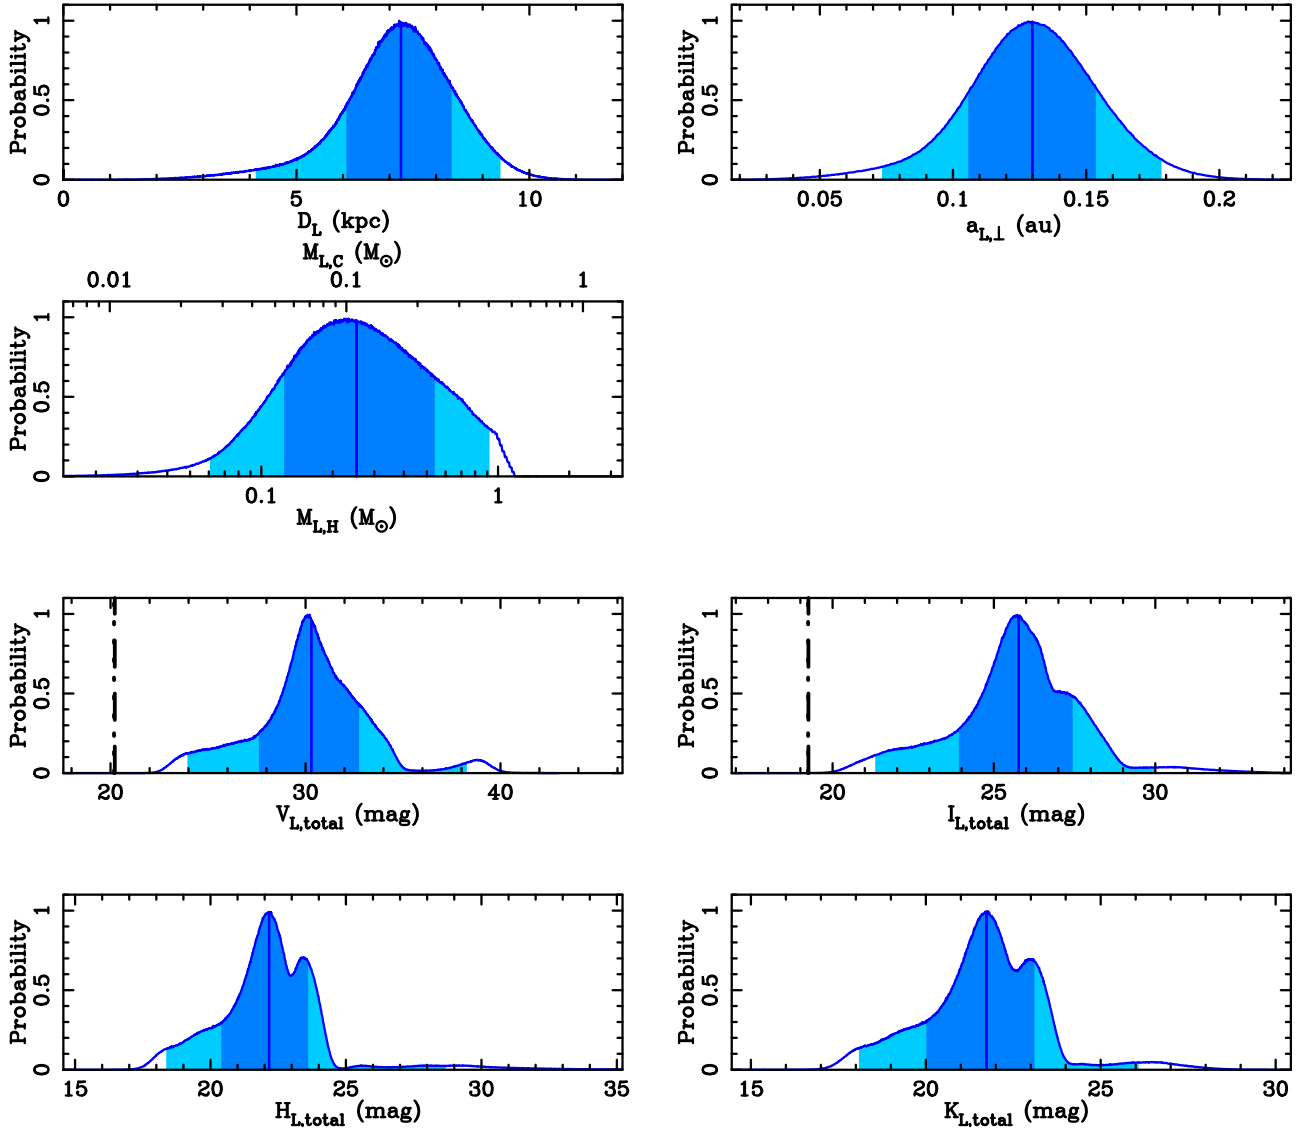 Probability
0 0.5 1
0 5 10
D_L (kpc)
Probability
0 0.5 1
0.05 0.1 0.15 0.2
a_L,⊥ (au)
M_L,C (M_⊙)
0.01 0.1 1
Probability
0 0.5 1
0.1 1
M_L,H (M_⊙)
Probability
0 0.5 1
20 30 40
V_L,total (mag)
Probability
0 0.5 1
20 25 30
I_L,total (mag)
Probability
0 0.5 1
15 20 25 30 35
H_L,total (mag)
Probability
0 0.5 1
15 20 25 30
K_L,total (mag)